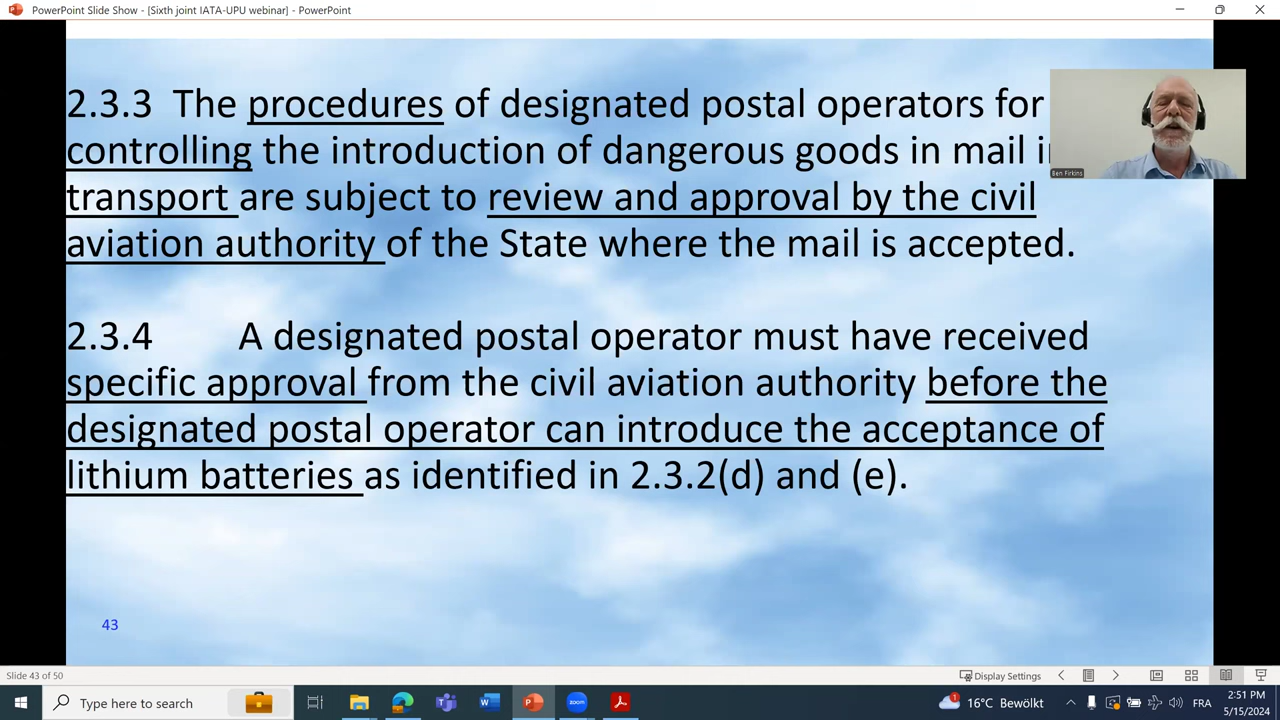 PowerPoint Slide Show - [Sixth joint IATA-UPU webinar] - PowerPoint
2.3.3 The procedures of designated postal operators for
controlling the introduction of dangerous goods in mail
transport are subject to review and approval by the civil
aviation authority of the State where the mail is accepted.
Ben Firkins
2.3.4 A designated postal operator must have received
specific approval from the civil aviation authority before the
designated postal operator can introduce the acceptance of
lithium batteries as identified in 2.3.2(d) and (e).
43
Slide 43 of 50
Display Settings
Type here to search
zoom
1
16°C Bewölkt
FRA
2:51 PM
5/15/2024